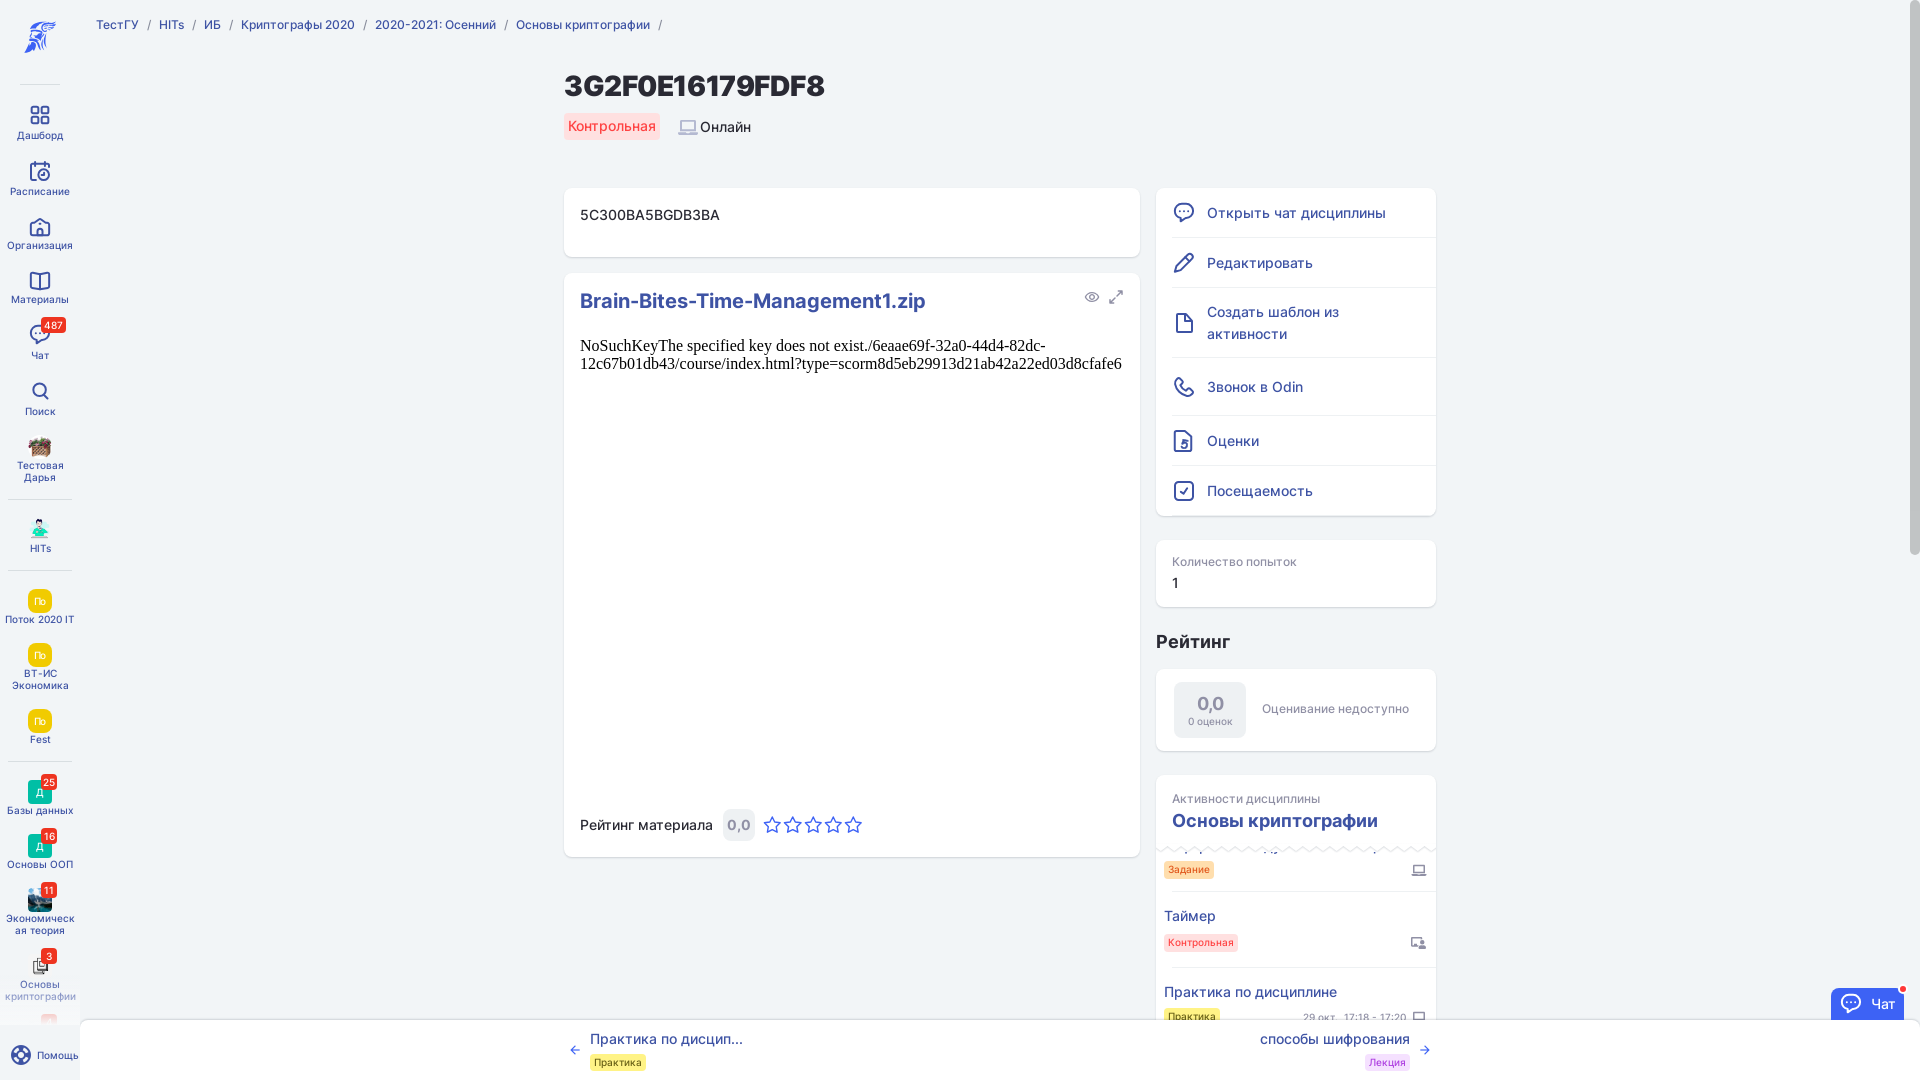 ТестГУ / HITs / ИБ / Криптографы 2020 / 2020-2021: Осенний / Основы криптографии /
3G2F0E16179FDF8
Контрольная Онлайн
Дашборд
Расписание
Организация
Материалы
487
Чат
Поиск
Тестовая
Дарья
HITs
По
Поток 2020 IT
По
ВТ-ИС
Экономика
По
Fest
25
Д
Базы данных
16
Д
Основы ООП
11
Экономическ
ая теория
3
Основы
криптографии
Помощь
5C300BA5BGDB3BA
Brain-Bites-Time-Management1.zip
NoSuchKeyThe specified key does not exist./6eaae69f-32a0-44d4-82dc-
12c67b01db43/course/index.html?type=scorm8d5eb29913d21ab42a22ed03d8cfafe6
Рейтинг материала 0,0
Открыть чат дисциплины
Редактировать
Создать шаблон из
активности
Звонок в Odin
Оценки
Посещаемость
Количество попыток
1
Рейтинг
0,0
0 оценок
Оценивание недоступно
Активности дисциплины
Основы криптографии
Задание
Таймер
Контрольная
Практика по дисциплине
Практика 29 окт., 17:18 - 17:20
Чат
Практика по дисцип...
Практика
способы шифрования
Лекция